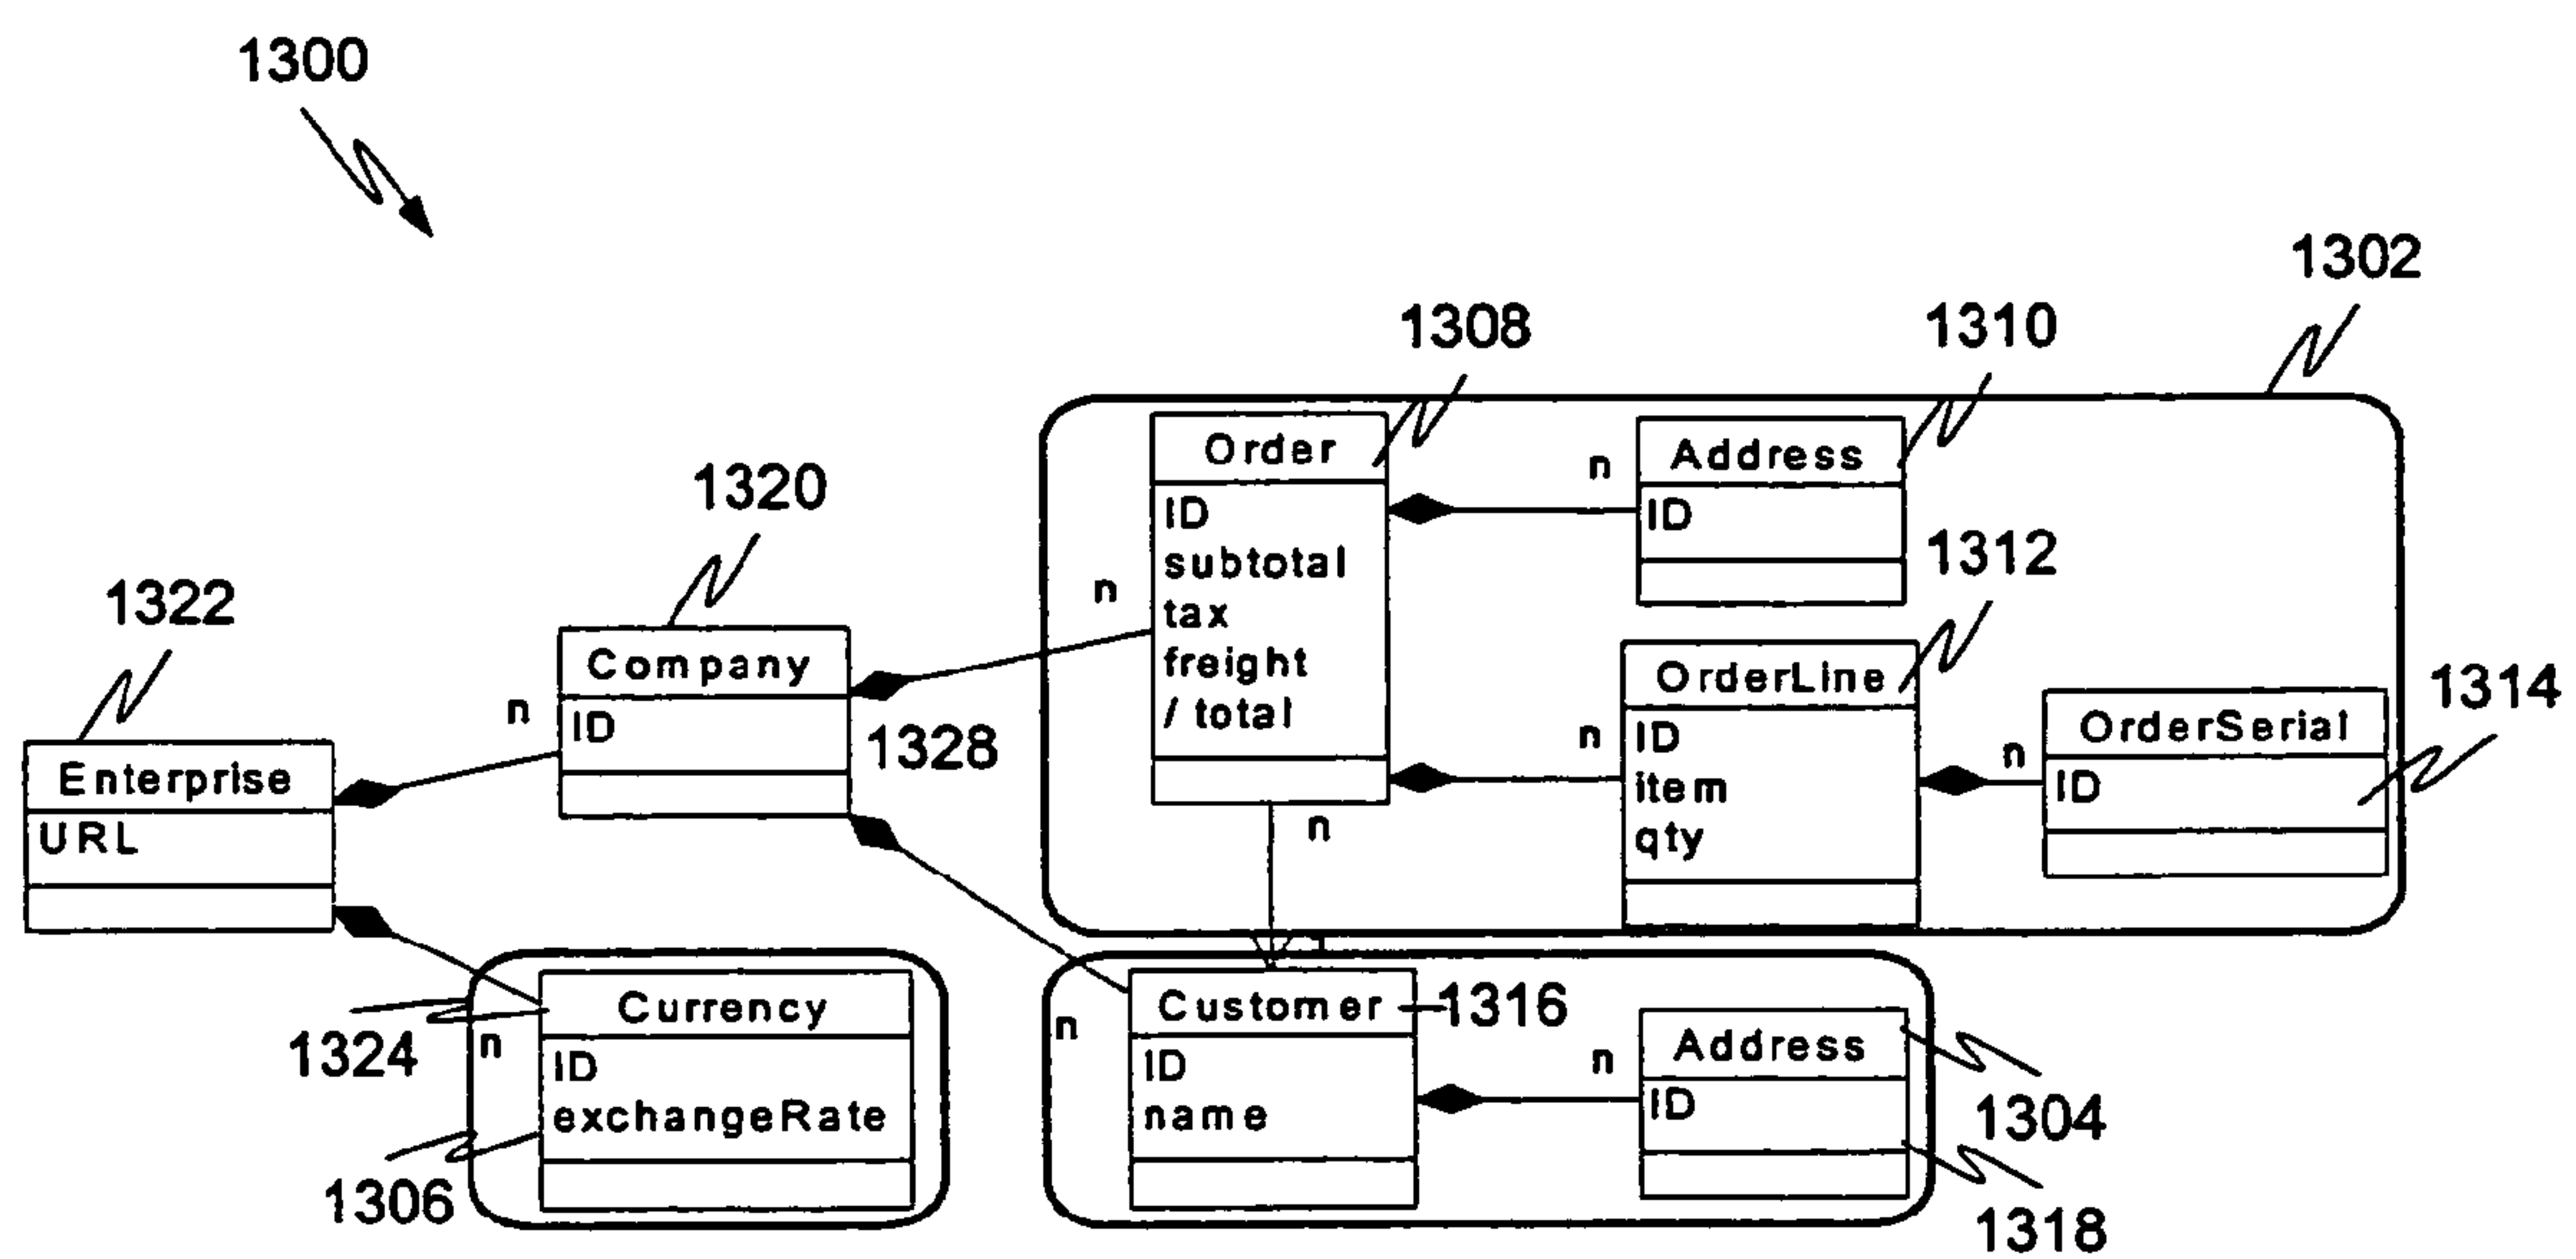 1300
1302
1308
1310
Order
ID
subtotal
tax
freight
/ total
n
n
Address
ID
1312
1320
Company
ID
1328
n
1322
Enterprise
URL
n
OrderLine
ID
item
qty
n
OrderSerial
ID
1314
n
1
1324
n
Currency
ID
exchangeRate
1306
n
Customer
ID
name
1316
n
Address
ID
1304
1318